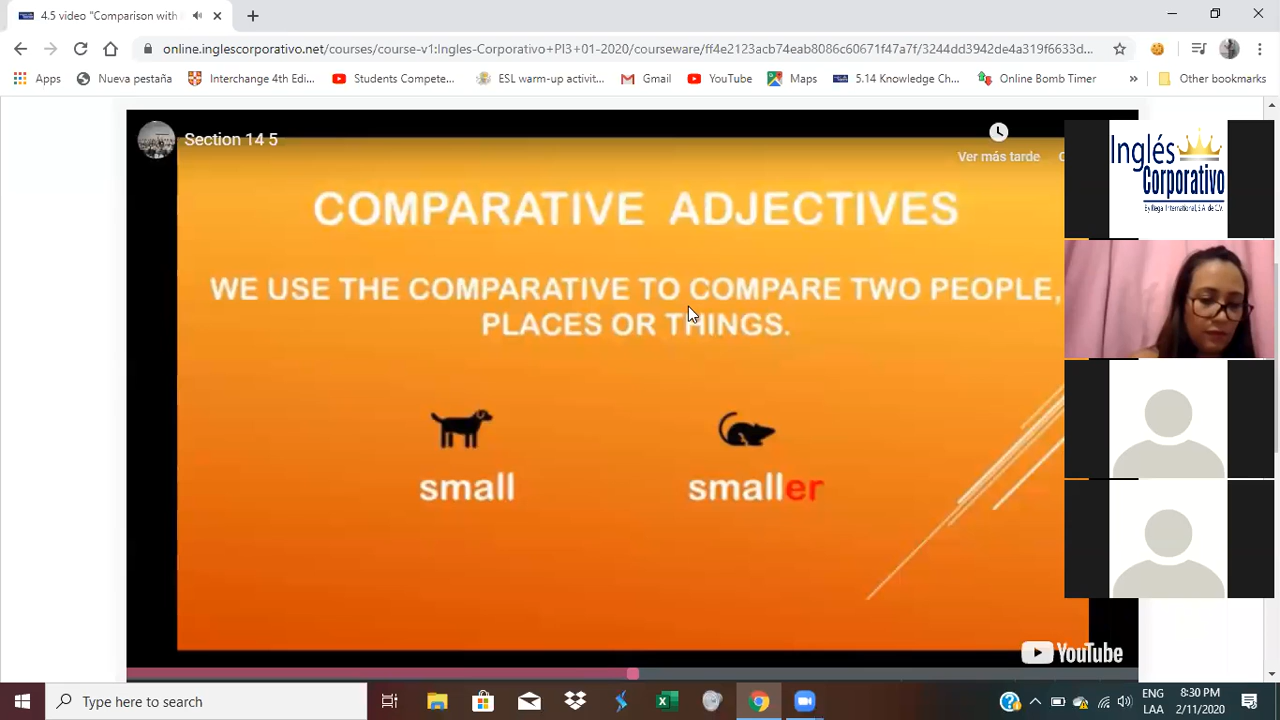 4.5 video "Comparison with
online.inglescorporativo.net/courses/course-v1:Ingles-Corporativo+PI3+01-2020/courseware/ff4e2123acb74eab8086c60671f47a7f/3244dd3942de4a319f6633d...
Apps
Nueva pestaña
Interchange 4th Edi...
Students Compete...
ESL warm-up activit...
Gmail
YouTube
Maps
5.14 Knowledge Ch...
Online Bomb Timer
»
Other bookmarks
Section 14 5
Ver más tarde
Inglés
Corporativo
COMPARATIVE ADJECTIVES
WE USE THE COMPARATIVE TO COMPARE TWO PEOPLE,
PLACES OR THINGS.
small
smaller
YouTube
Type here to search
ENG
LAA
8:30 PM
2/11/2020